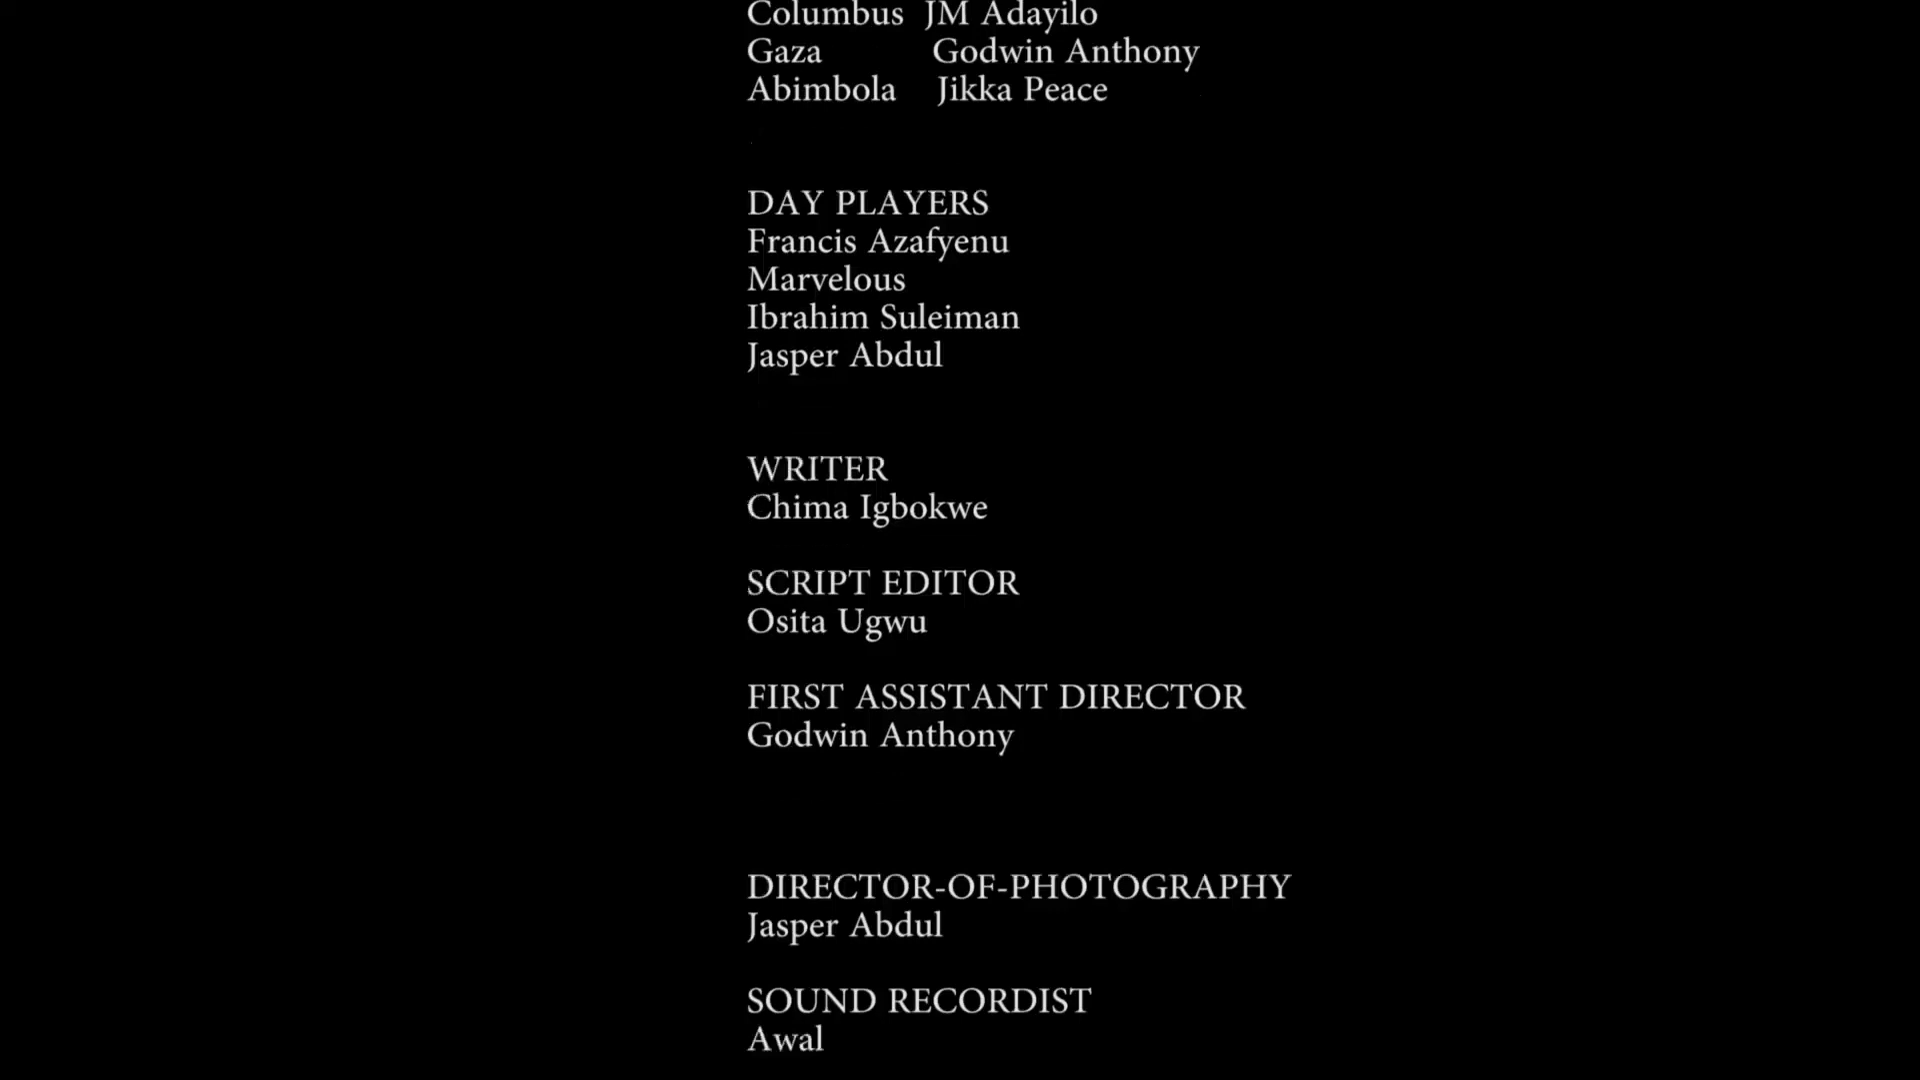 Columbus JM Adayilo
Gaza Godwin Anthony
Abimbola Jikka Peace
DAY PLAYERS
Francis Azafyenu
Marvelous
Ibrahim Suleiman
Jasper Abdul
WRITER
Chima Igbokwe
SCRIPT EDITOR
Osita Ugwu
FIRST ASSISTANT DIRECTOR
Godwin Anthony
DIRECTOR-OF-PHOTOGRAPHY
Jasper Abdul
SOUND RECORDIST
Awal